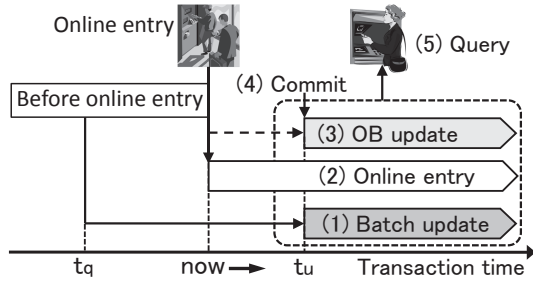 Online entry
(5) Query
(4) Commit
Before online entry
(3) OB update
(2) Online entry
(1) Batch update
tq now tu Transaction time